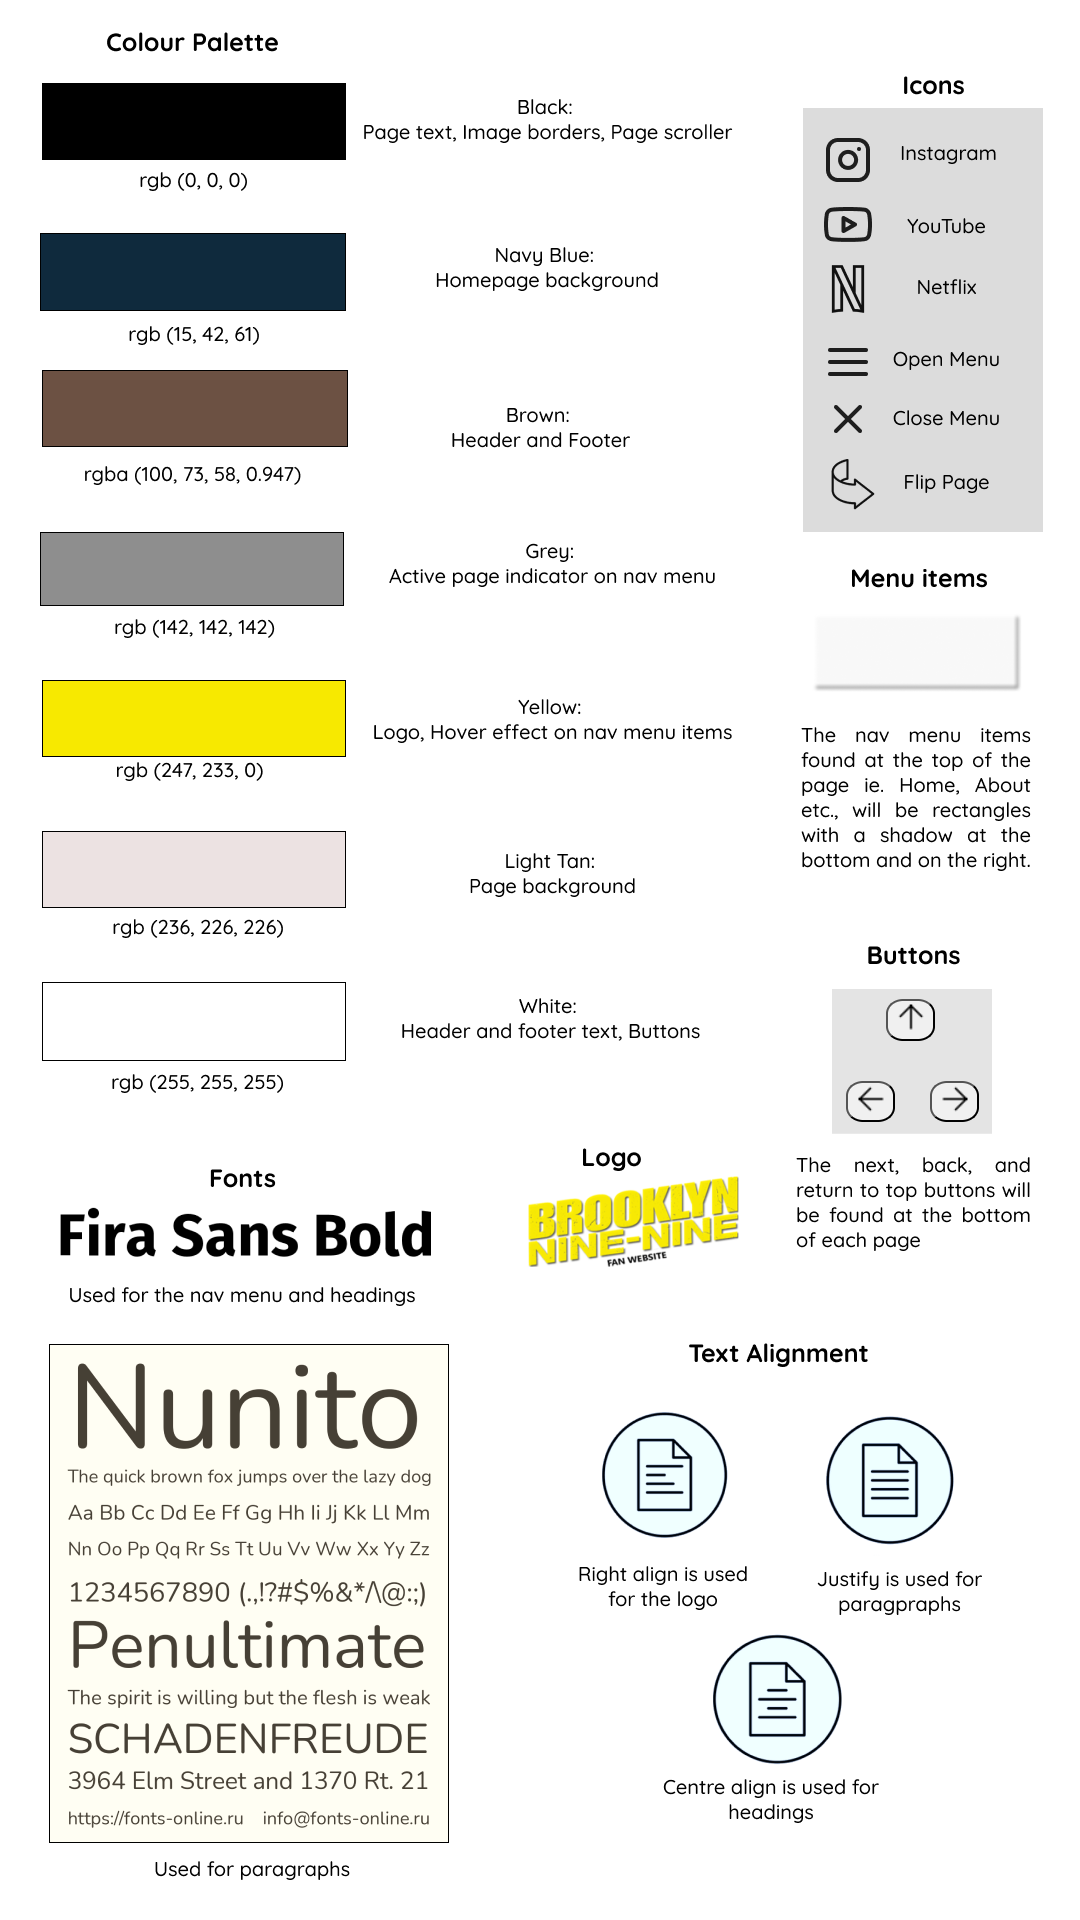 Colour Palette
Black:
Page text, Image borders, Page scroller
rgb (0, 0, 0)
Navy Blue:
Homepage background
rgb (15, 42, 61)
Brown:
Header and Footer
rgba (100, 73, 58, 0.947)
Grey:
Active page indicator on nav menu
rgb (142, 142, 142)
Yellow:
Logo, Hover effect on nav menu items
rgb (247, 233, 0)
Light Tan:
Page background
rgb (236, 226, 226)
White:
Header and footer text, Buttons
rgb (255, 255, 255)
Icons
Instagram
YouTube
Netflix
Open Menu
Close Menu
Flip Page
Menu items
The nav menu items
found at the top of the
page ie. Home, About
etc., will be rectangles
with a shadow at the
bottom and on the right.
Buttons
The next, back, and
return to top buttons will
be found at the bottom
of each page
Fonts
Fira Sans Bold
Used for the nav menu and headings
Logo
BROOKLYN
NINE-NINE
FAN WEBSITE
Nunito
The quick brown fox jumps over the lazy dog
Aa Bb Cc Dd Ee Ff Gg Hh Ii Jj Kk Ll Mm
Nn Oo Pp Qq Rr Ss Tt Uu Vv Ww Xx Yy Zz
1234567890 (.,!?#$%&*/\@:;)
Penultimate
The spirit is willing but the flesh is weak
SCHADENFREUDE
3964 Elm Street and 1370 Rt. 21
https://fonts-online.ru info@fonts-online.ru
Used for paragraphs
Text Alignment
Right align is used
for the logo
Justify is used for
paragpraphs
Centre align is used for
headings